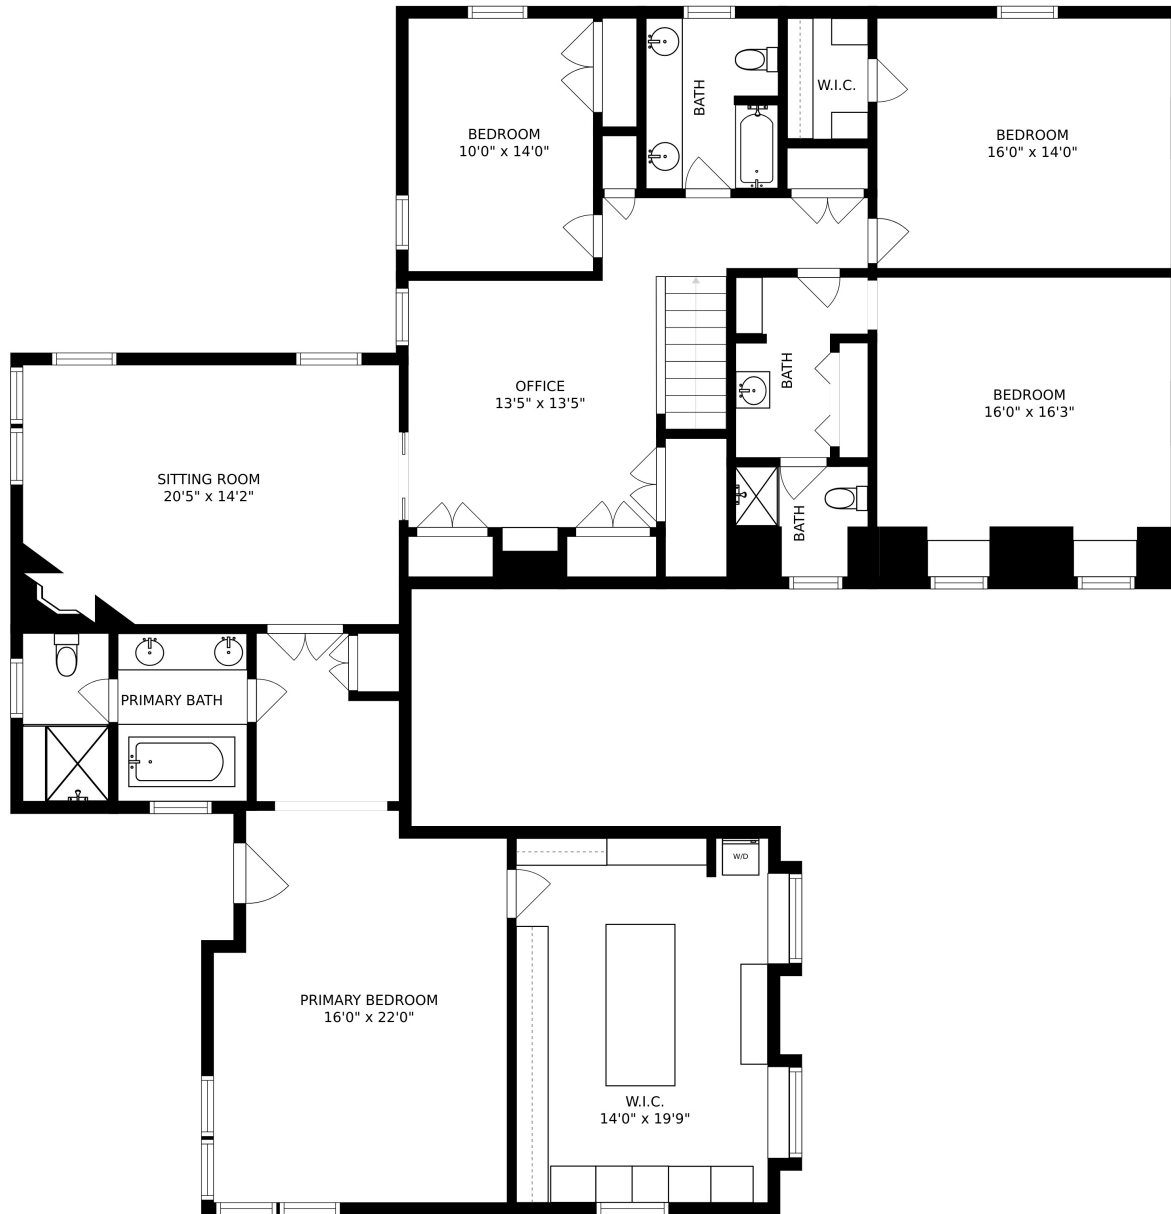 BEDROOM
10'0" x 14'0"
BATH
W.I.C.
BEDROOM
16'0" x 14'0"
OFFICE
13'5" x 13'5"
BATH
BEDROOM
16'0" x 16'3"
SITTING ROOM
20'5" x 14'2"
BATH
PRIMARY BATH
W/D
PRIMARY BEDROOM
16'0" x 22'0"
W.I.C.
14'0" x 19'9"